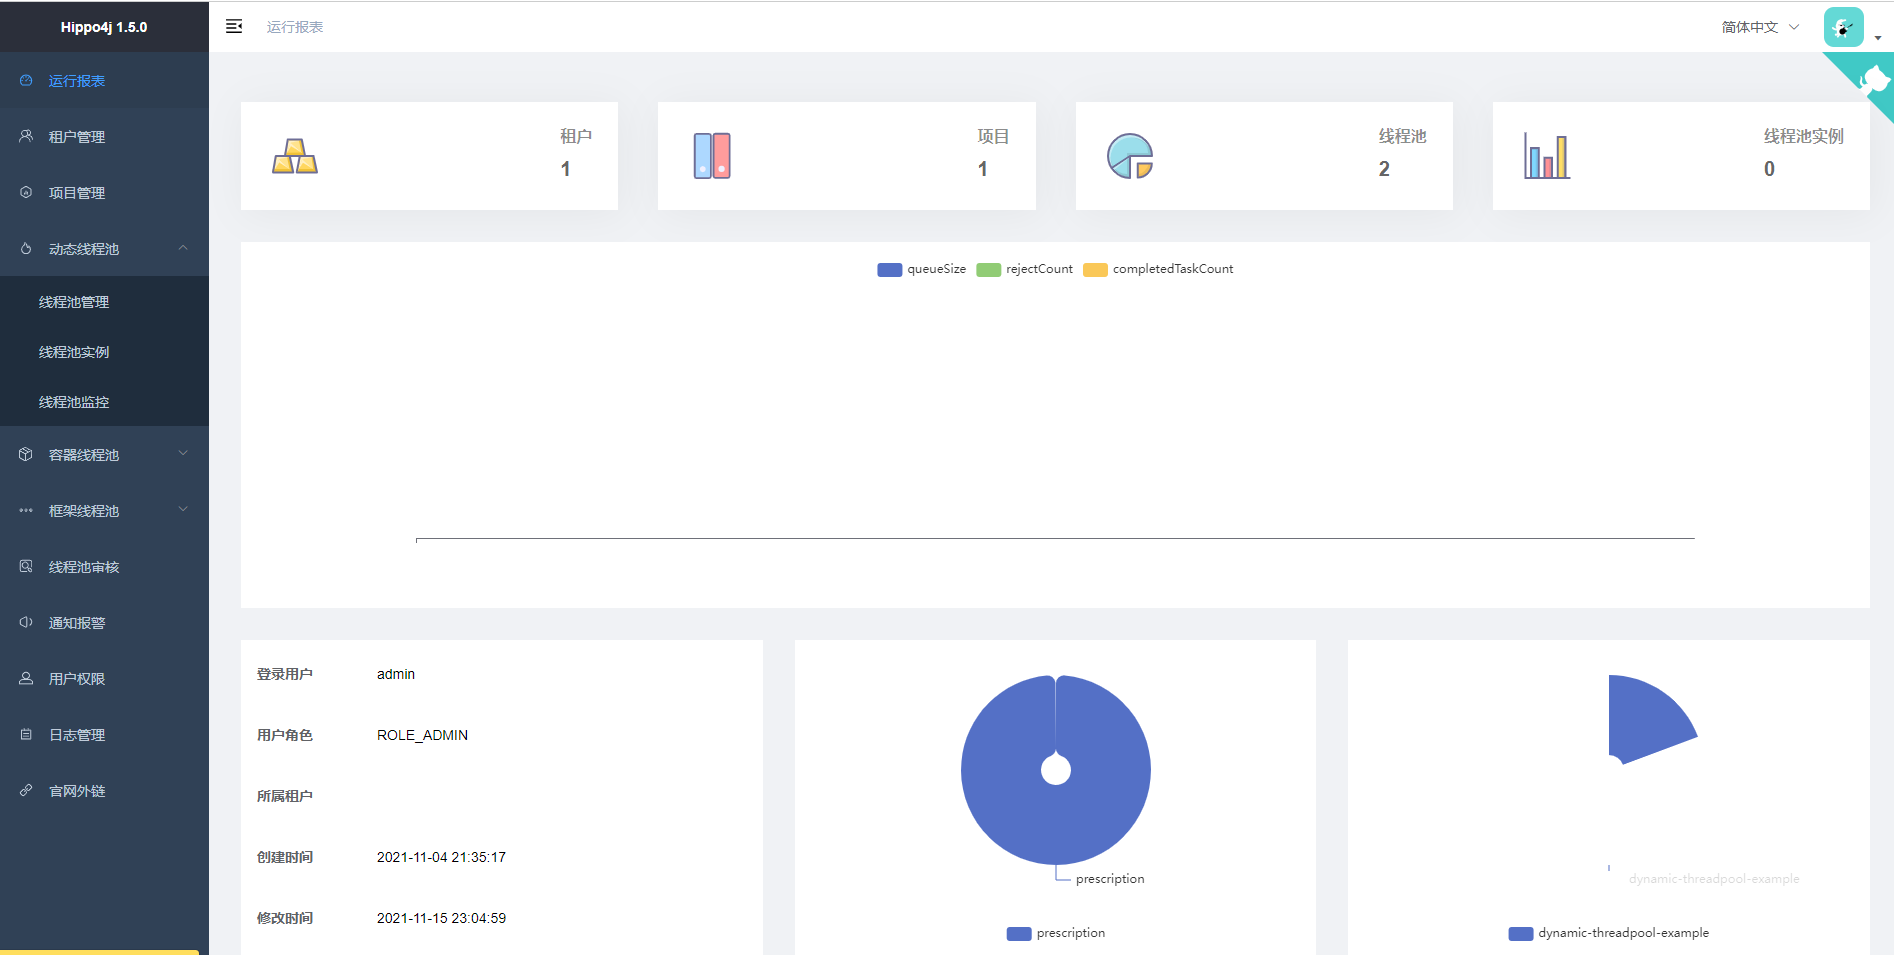 Hippo4j 1.5.0
运行报表
简体中文
运行报表
租户管理
项目管理
动态线程池
线程池管理
线程池实例
线程池监控
容器线程池
框架线程池
线程池审核
通知报警
用户权限
日志管理
官网外链
租户
1
项目
1
线程池
2
线程池实例
0
queueSize rejectCount completedTaskCount
登录用户 admin
用户角色 ROLE_ADMIN
所属租户
创建时间 2021-11-04 21:35:17
修改时间 2021-11-15 23:04:59
prescription
prescription
dynamic-threadpool-example
dynamic-threadpool-example